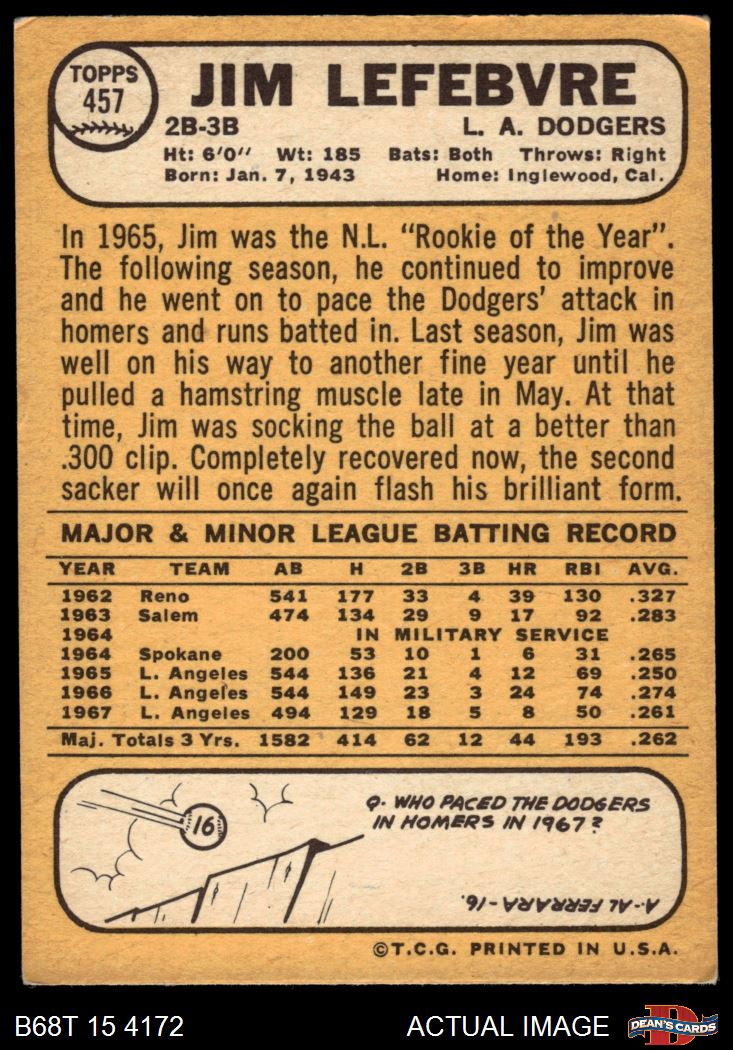 TOPPS
457
JIM LEFEBVRE
2B-3B L. A. DODGERS
Ht: 6'0" Wt: 185 Bats: Both Throws: Right
Born: Jan. 7, 1943 Home: Inglewood, Cal.
In 1965, Jim was the N.L. "Rookie of the Year".
The following season, he continued to improve
and he went on to pace the Dodgers' attack in
homers and runs batted in. Last season, Jim was
well on his way to another fine year until he
pulled a hamstring muscle late in May. At that
time, Jim was socking the ball at a better than
.300 clip. Completely recovered now, the second
sacker will once again flash his brilliant form.
MAJOR & MINOR LEAGUE BATTING RECORD
YEAR TEAM AB H 2B 3B HR RBI AVG.
1962 Reno 541 177 33 4 39 130 .327
1963 Salem 474 134 29 9 17 92 .283
1964 IN MILITARY SERVICE
1964 Spokane 200 53 10 1 6 31 .265
1965 L. Angeles 544 136 21 4 12 69 .250
1966 L. Angeles 544 149 23 3 24 74 .274
1967 L. Angeles 494 129 18 5 8 50 .261
Maj. Totals 3 Yrs. 1582 414 62 12 44 193 .262
16
Q. WHO PACED THE DODGERS
IN HOMERS IN 1967?
A-AL FERRARA-16.
©T.C.G. PRINTED IN U.S.A.
B68T 15 4172 ACTUAL IMAGE DEAN'S CARDS